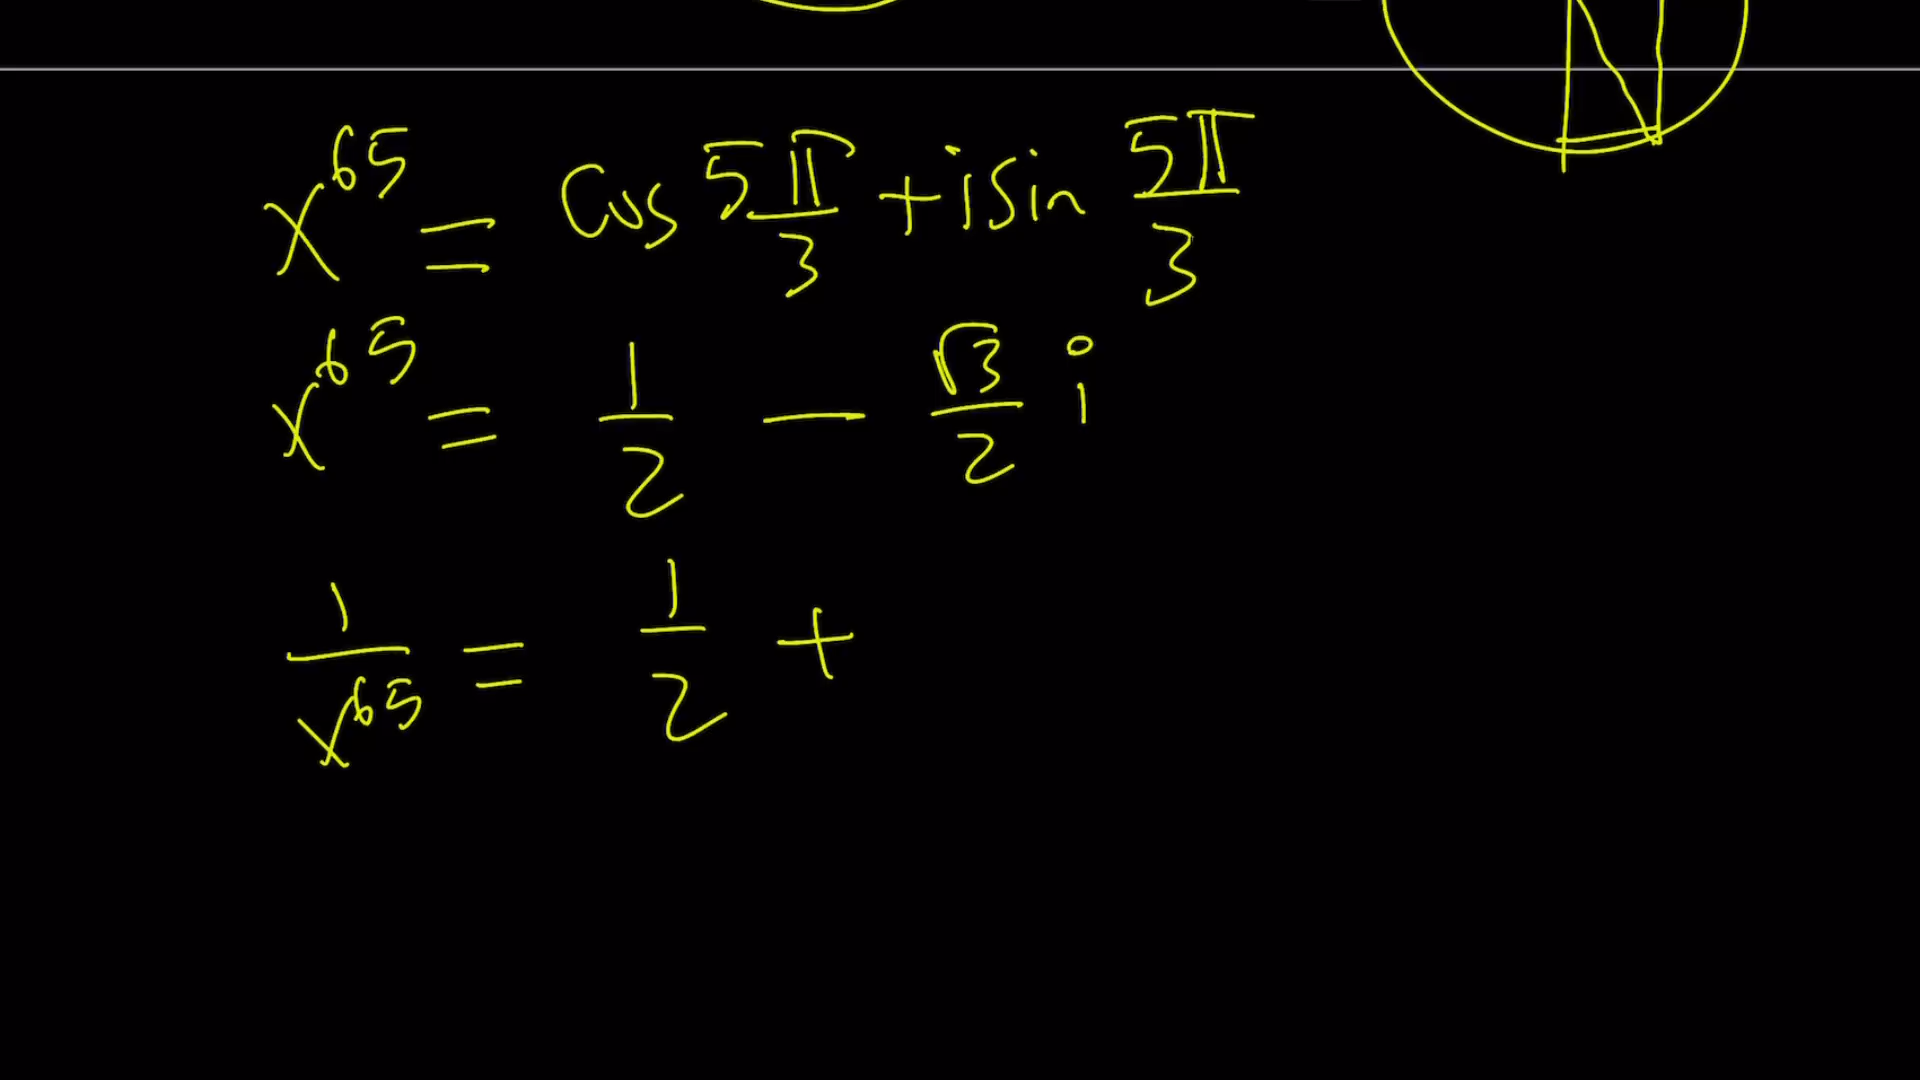 x^65 = Cos 5π/3 + i Sin 5π/3
x^65 = 1/2 − √3/2 i
1/x^65 = 1/2 +